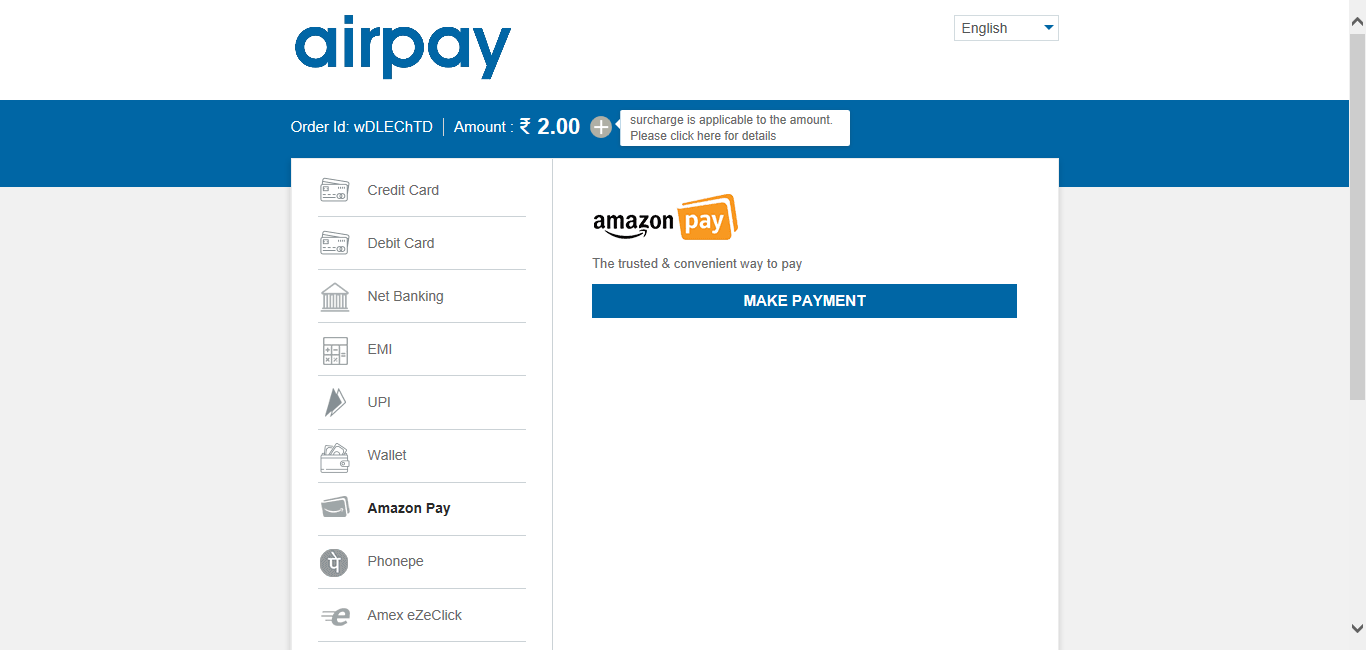 airpay
English
Order Id: wDLEChTD
Amount : ₹ 2.00
surcharge is applicable to the amount.
Please click here for details
Credit Card
Debit Card
Net Banking
EMI
UPI
Wallet
Amazon Pay
पे
Phonepe
e
Amex eZeClick
amazon pay
The trusted & convenient way to pay
MAKE PAYMENT